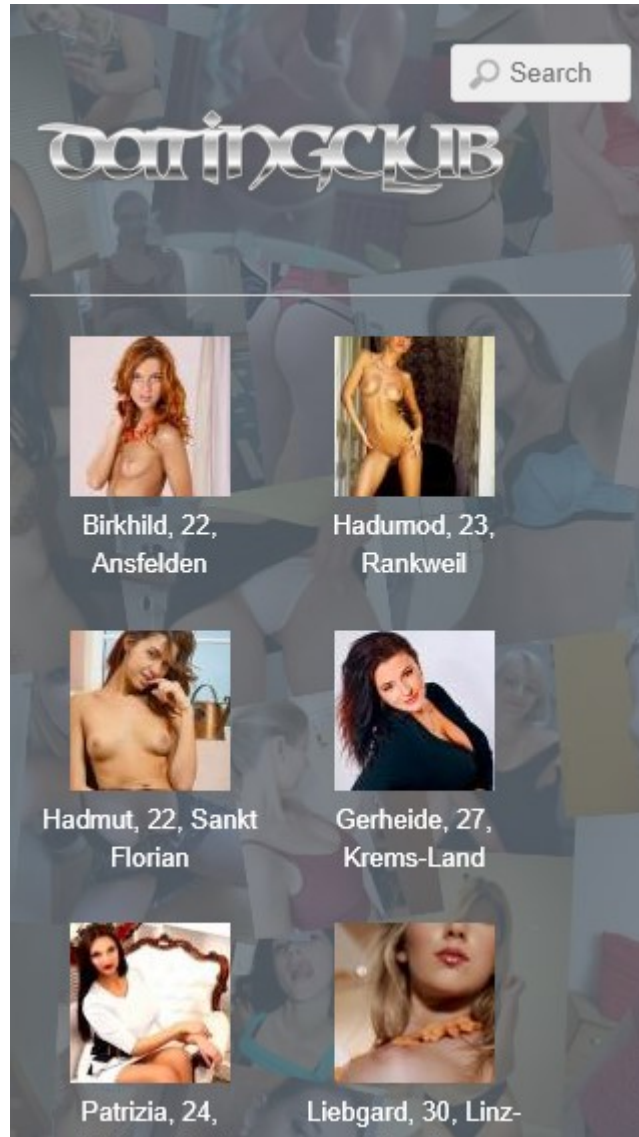 Search
DATINGCLUB
Birkhild, 22,
Ansfelden
Hadumod, 23,
Rankweil
Hadmut, 22, Sankt
Florian
Gerheide, 27,
Krems-Land
Patrizia, 24,
Liebgard, 30, Linz-